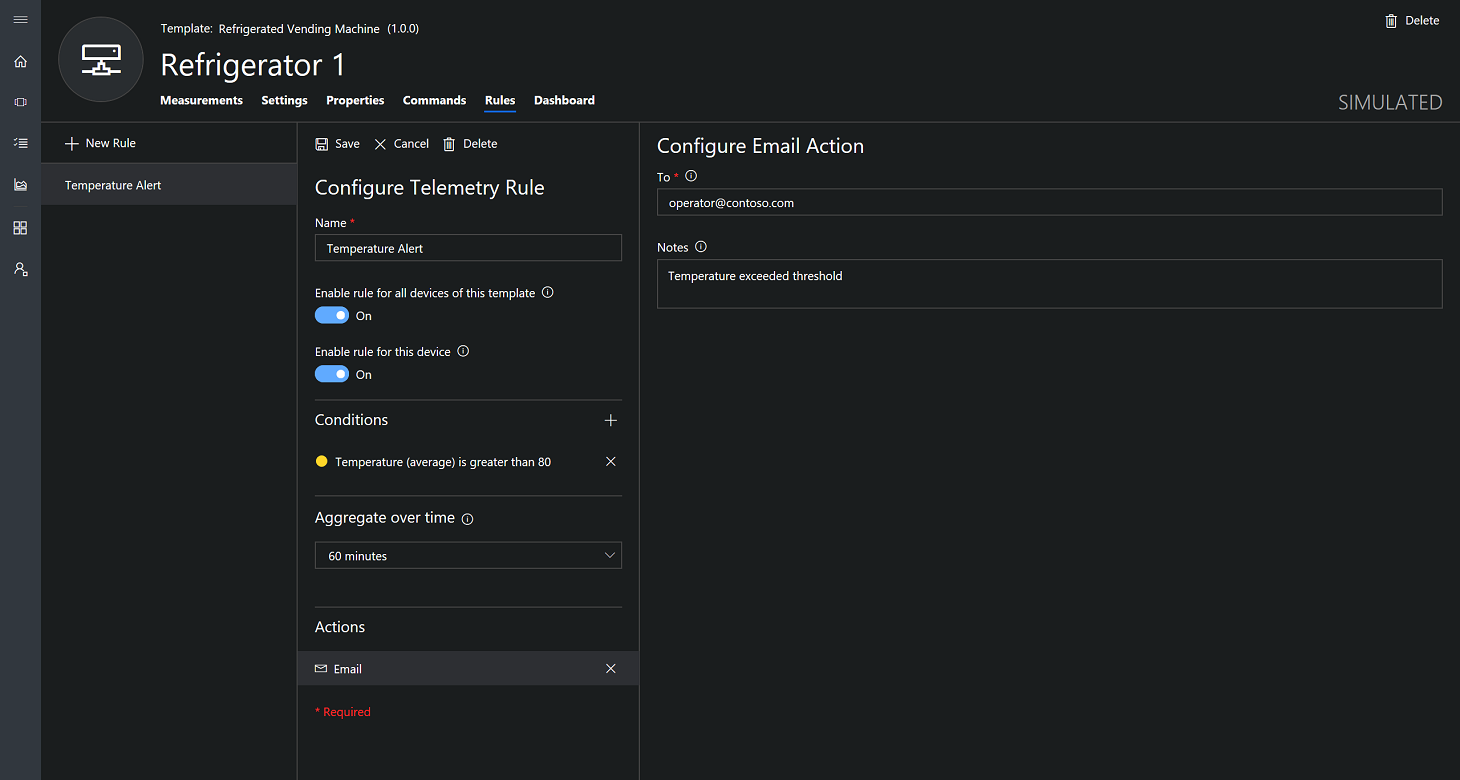 Template: Refrigerated Vending Machine (1.0.0)
Delete
Refrigerator 1
Measurements Settings Properties Commands Rules Dashboard
SIMULATED
New Rule
Temperature Alert
Save Cancel Delete
Configure Telemetry Rule
Name *
Temperature Alert
Enable rule for all devices of this template
On
Enable rule for this device
On
Conditions
Temperature (average) is greater than 80
Aggregate over time
60 minutes
Actions
Email
* Required
Configure Email Action
To *
operator@contoso.com
Notes
Temperature exceeded threshold